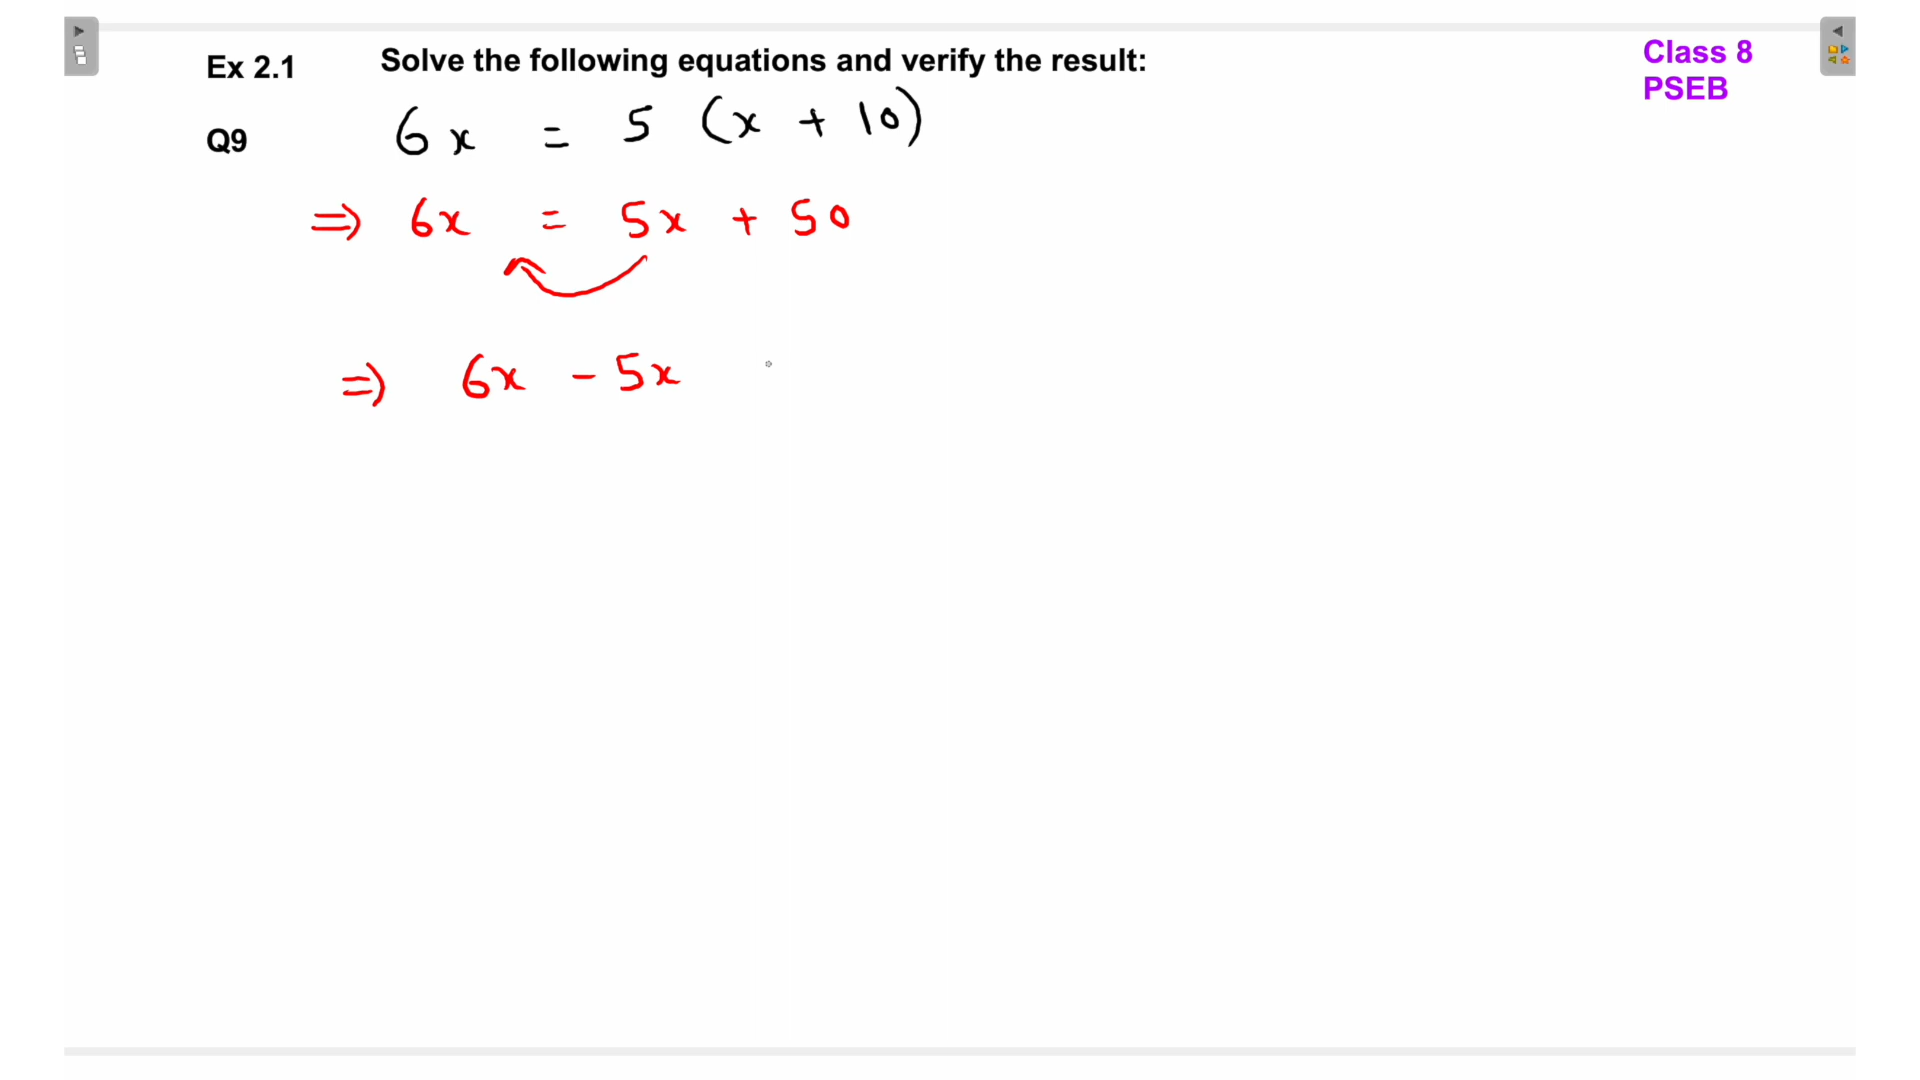 Ex 2.1 Solve the following equations and verify the result: Class 8
PSEB
Q9 6x = 5 (x + 10)
⇒ 6x = 5x + 50
⇒ 6x - 5x